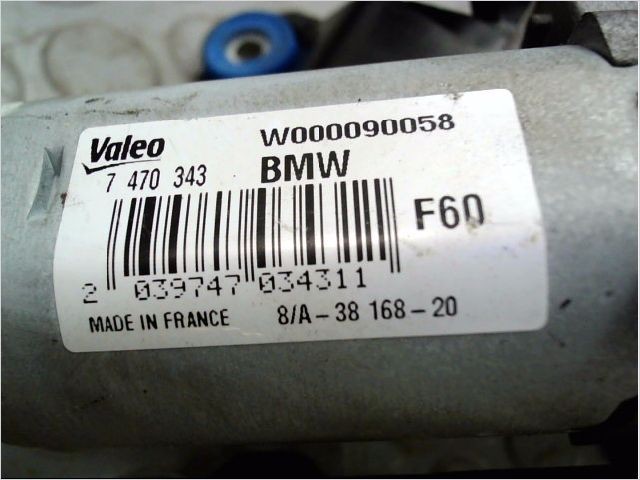 Valeo W000090058
7 470 343 BMW
F60
2 039747 034311
MADE IN FRANCE 8/A-38 168-20